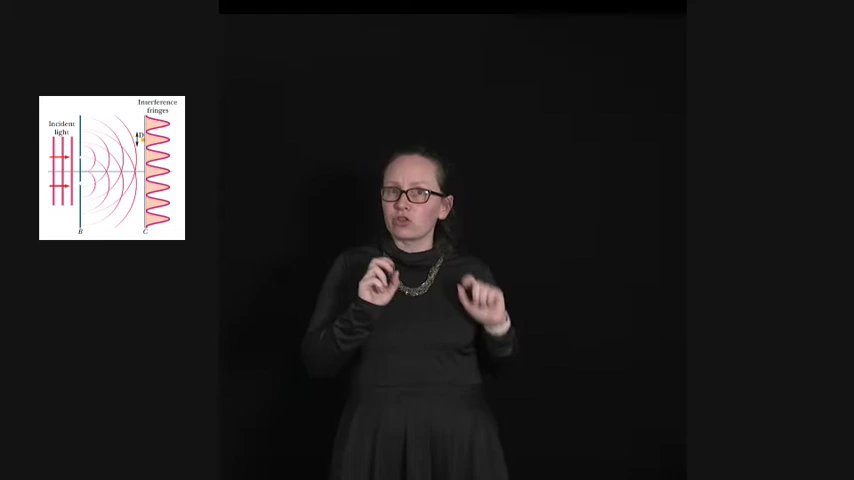 Interference
fringes
Incident
light
D
B
C